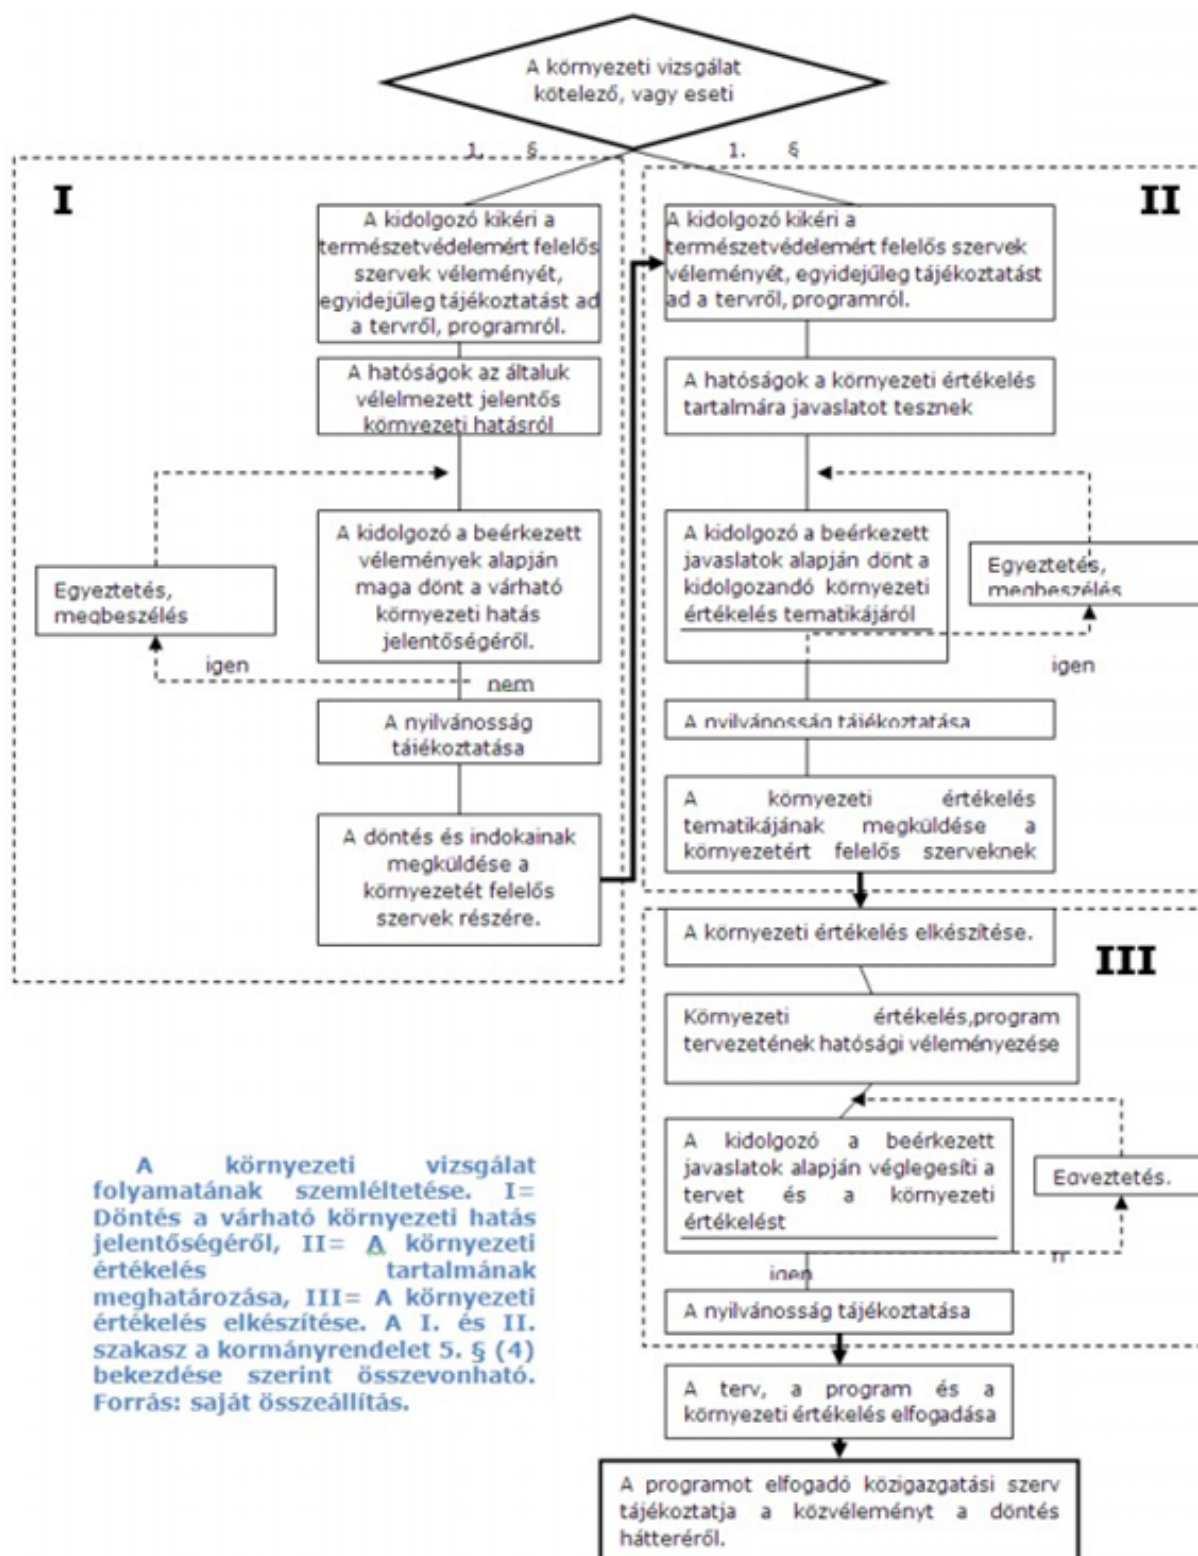 A környezeti vizsgálat
kötelező, vagy eseti
1. §
1. §
I
A kidolgozó kikéri a
természetvédelemért felelős
szervek véleményét,
egyidejűleg tájékoztatást ad
a tervről, programról.
A hatóságok az általuk
vélelmezett jelentős
környezeti hatásról
A kidolgozó a beérkezett
vélemények alapján
maga dönt a várható
környezeti hatás
jelentőségéről.
Egyeztetés,
megbeszélés
igen
nem
A nyilvánosság
tájékoztatása
A döntés és indokainak
megküldése a
környezetét felelős
szervek részére.
II
A kidolgozó kikéri a
természetvédelemért felelős szervek
véleményét, egyidejűleg tájékoztatást
ad a tervről, programról.
A hatóságok a környezeti értékelés
tartalmára javaslatot tesznek
A kidolgozó a beérkezett
javaslatok alapján dönt a
kidolgozandó környezeti
értékelés tematikájáról
Egyeztetés,
megbeszélés
igen
A nyilvánosság tájékoztatása
A környezeti értékelés
tematikájának megküldése a
környezetért felelős szerveknek
III
A környezeti értékelés elkészítése.
Környezeti értékelés,program
tervezetének hatósági véleményezése
A kidolgozó a beérkezett
javaslatok alapján véglegesíti a
tervet és a környezeti
értékelést
Egyeztetés.
igen
A nyilvánosság tájékoztatása
A terv, a program és a
környezeti értékelés elfogadása
A programot elfogadó közigazgatási szerv
tájékoztatja a közvéleményt a döntés
hátteréről.
A környezeti vizsgálat
folyamatának szemléltetése. I=
Döntés a várható környezeti hatás
jelentőségéről, II= A környezeti
értékelés tartalmának
meghatározása, III= A környezeti
értékelés elkészítése. A I. és II.
szakasz a kormányrendelet 5. § (4)
bekezdése szerint összevonható.
Forrás: saját összeállítás.